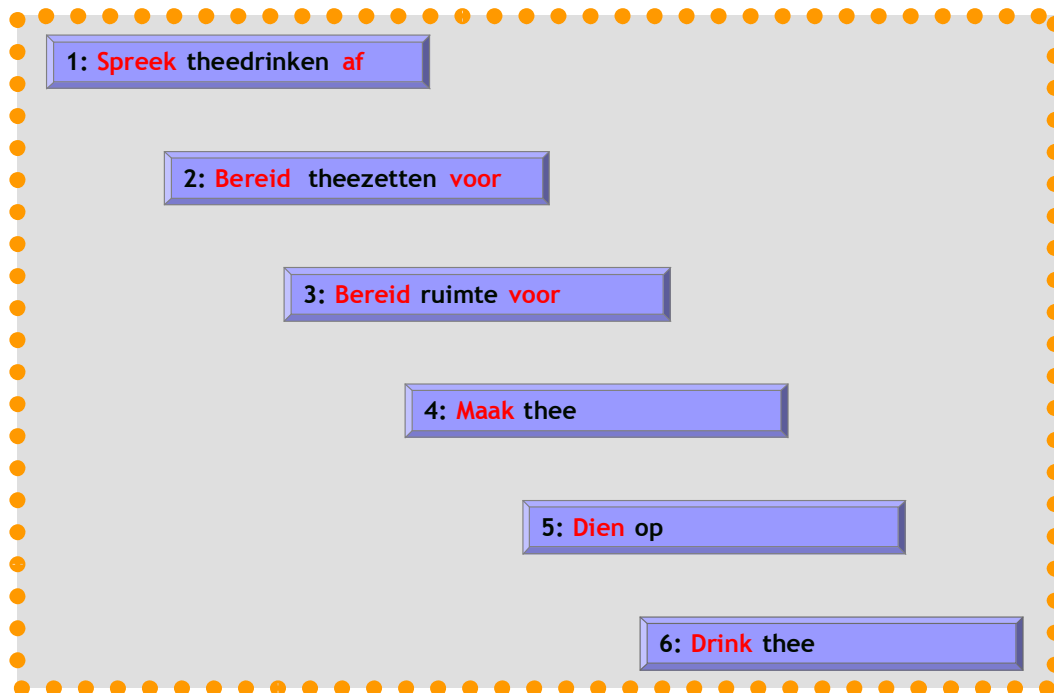 1: Spreek theedrinken af
2: Bereid theezetten voor
3: Bereid ruimte voor
4: Maak thee
5: Dien op
6: Drink thee